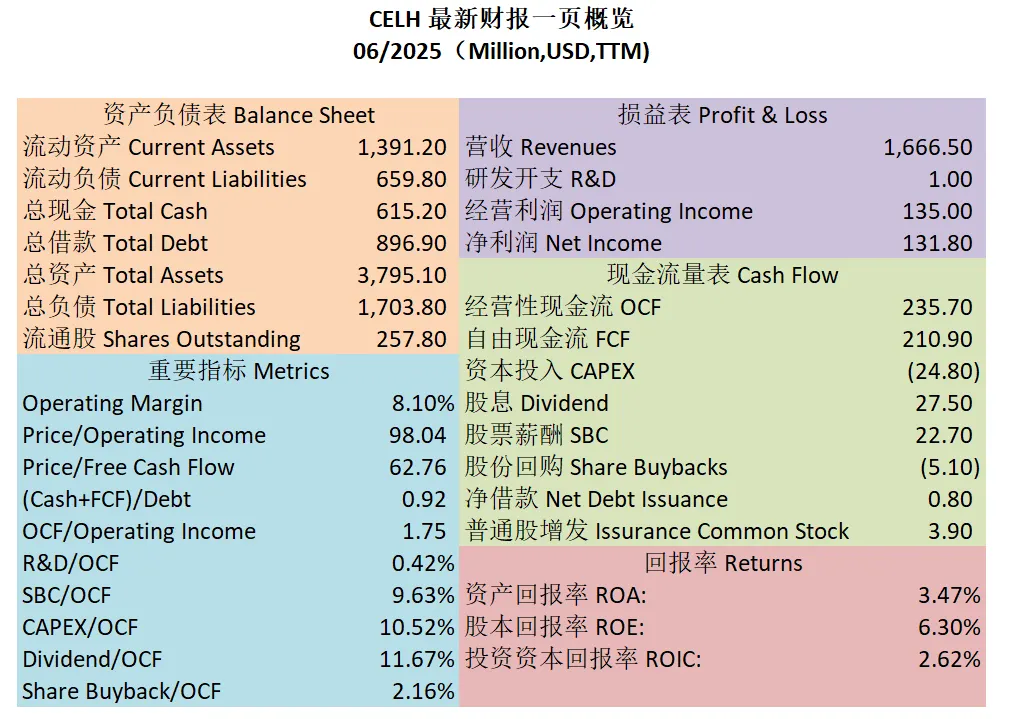 CELH 最新财报一页概览
06/2025（Million,USD,TTM)
资产负债表 Balance Sheet
流动资产 Current Assets 1,391.20
流动负债 Current Liabilities 659.80
总现金 Total Cash 615.20
总借款 Total Debt 896.90
总资产 Total Assets 3,795.10
总负债 Total Liabilities 1,703.80
流通股 Shares Outstanding 257.80
重要指标 Metrics
Operating Margin 8.10%
Price/Operating Income 98.04
Price/Free Cash Flow 62.76
(Cash+FCF)/Debt 0.92
OCF/Operating Income 1.75
R&D/OCF 0.42%
SBC/OCF 9.63%
CAPEX/OCF 10.52%
Dividend/OCF 11.67%
Share Buyback/OCF 2.16%
损益表 Profit & Loss
营收 Revenues 1,666.50
研发开支 R&D 1.00
经营利润 Operating Income 135.00
净利润 Net Income 131.80
现金流量表 Cash Flow
经营性现金流 OCF 235.70
自由现金流 FCF 210.90
资本投入 CAPEX (24.80)
股息 Dividend 27.50
股票薪酬 SBC 22.70
股份回购 Share Buybacks (5.10)
净借款 Net Debt Issuance 0.80
普通股增发 Issurance Common Stock 3.90
回报率 Returns
资产回报率 ROA: 3.47%
股本回报率 ROE: 6.30%
投资资本回报率 ROIC: 2.62%